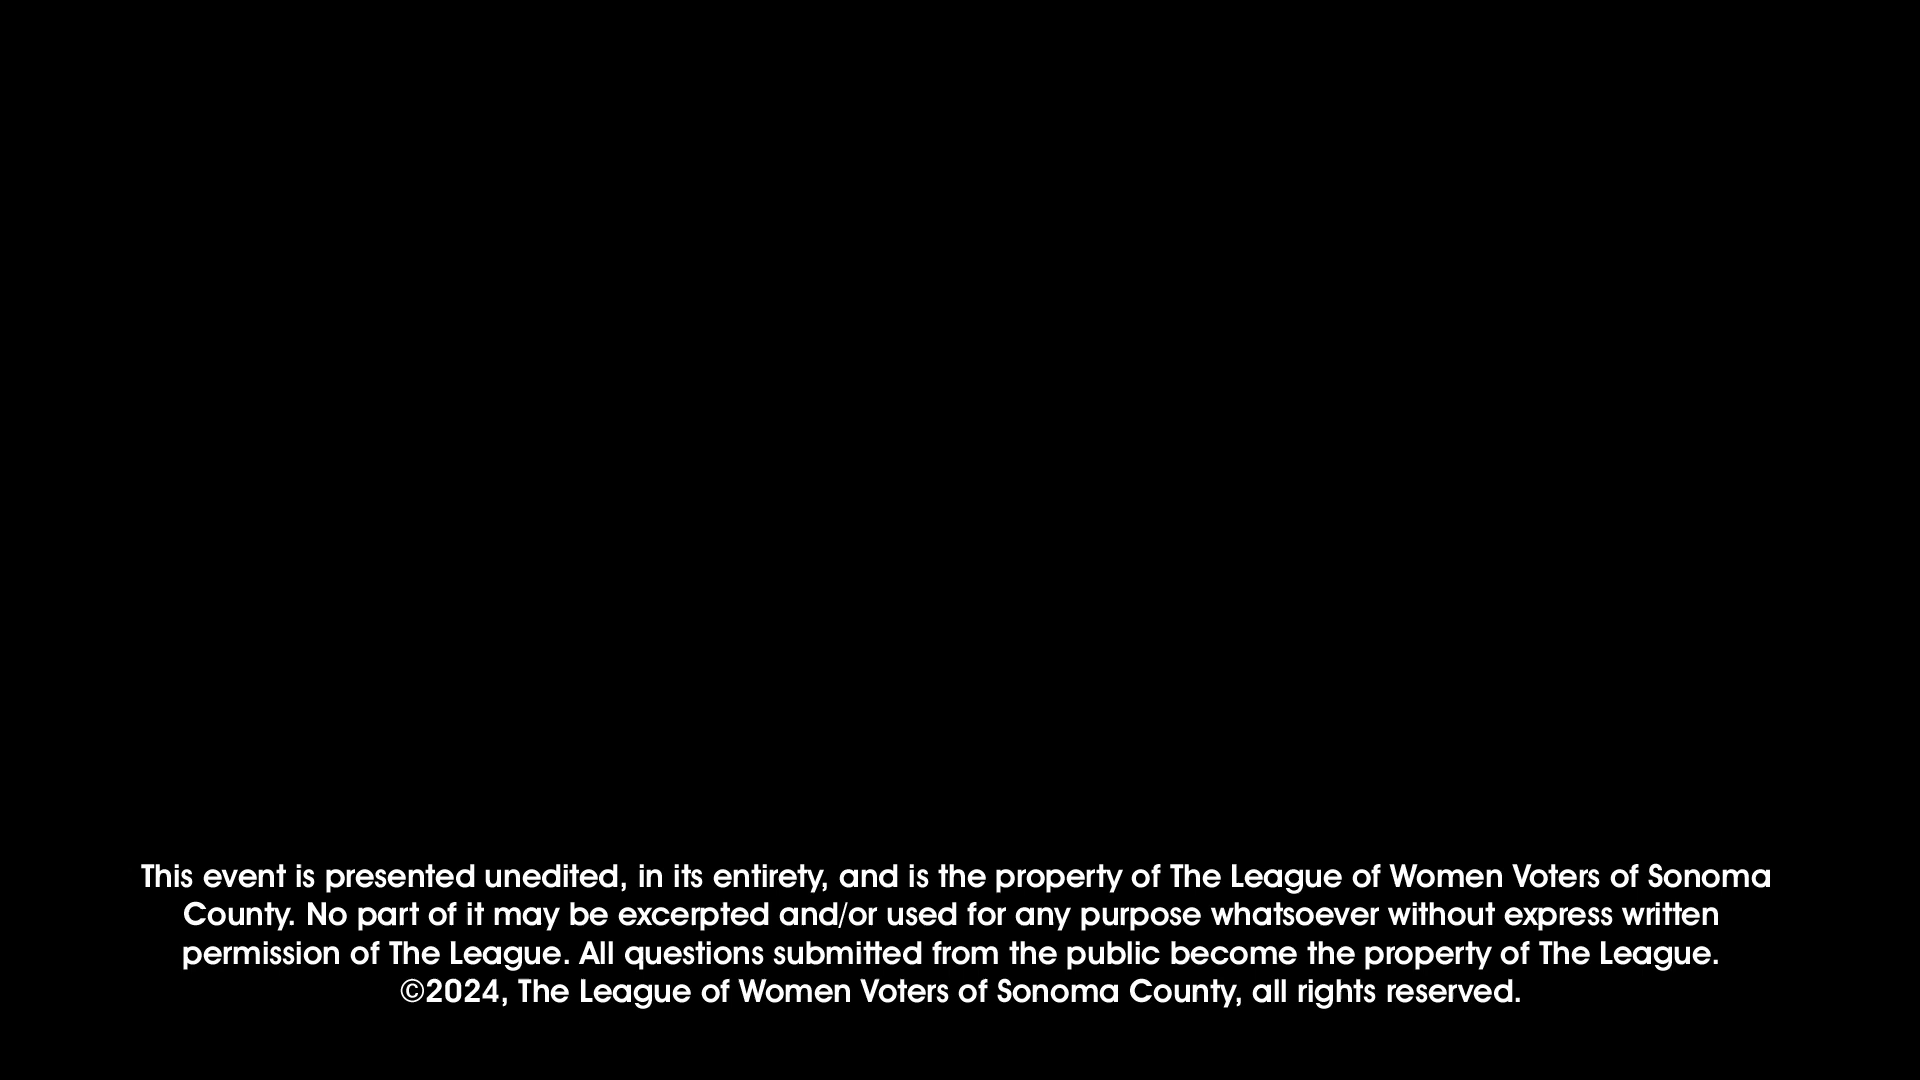 This event is presented unedited, in its entirety, and is the property of The League of Women Voters of Sonoma
County. No part of it may be excerpted and/or used for any purpose whatsoever without express written
permission of The League. All questions submitted from the public become the property of The League.
©2024, The League of Women Voters of Sonoma County, all rights reserved.